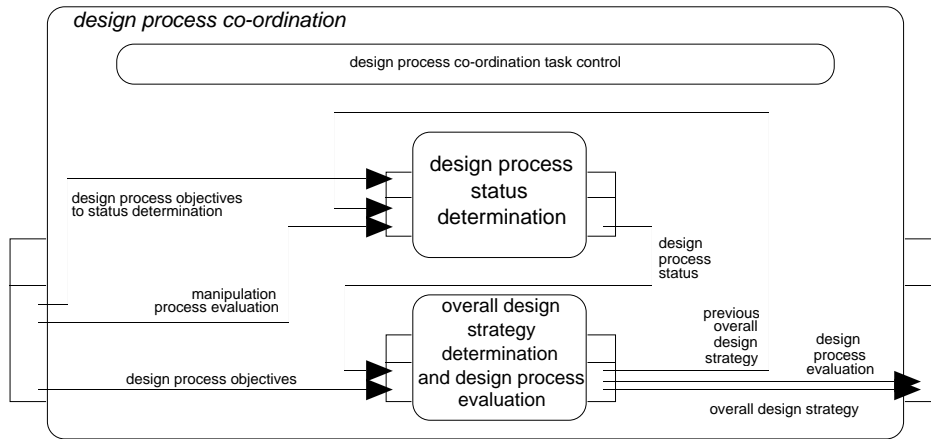 design process co-ordination
design process co-ordination task control
design process
status
determination
design process objectives
to status determination
design
process
status
manipulation
process evaluation
overall design
strategy
determination
and design process
evaluation
previous
overall
design
strategy
design
process
evaluation
design process objectives
overall design strategy